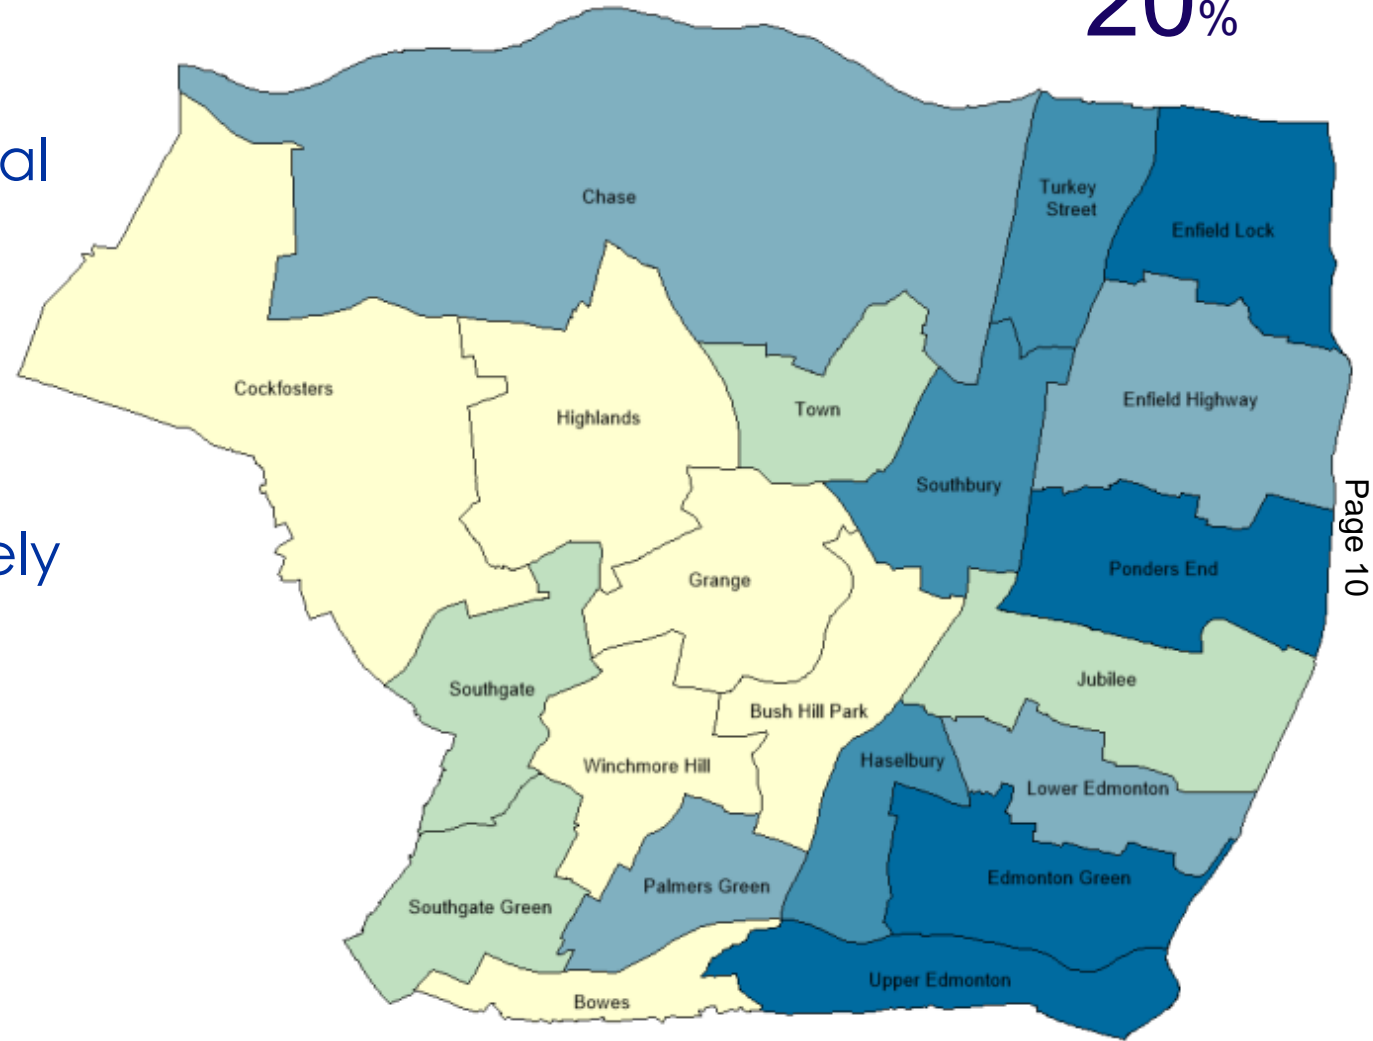 20%
al
Chase
Turkey
Street
Enfield Lock
Cockfosters
Highlands
Town
Enfield Highway
Southbury
Page 10
ely
Grange
Ponders End
Southgate
Jubilee
Bush Hill Park
Winchmore Hill
Haselbury
Lower Edmonton
Palmers Green
Edmonton Green
Southgate Green
Upper Edmonton
Bowes